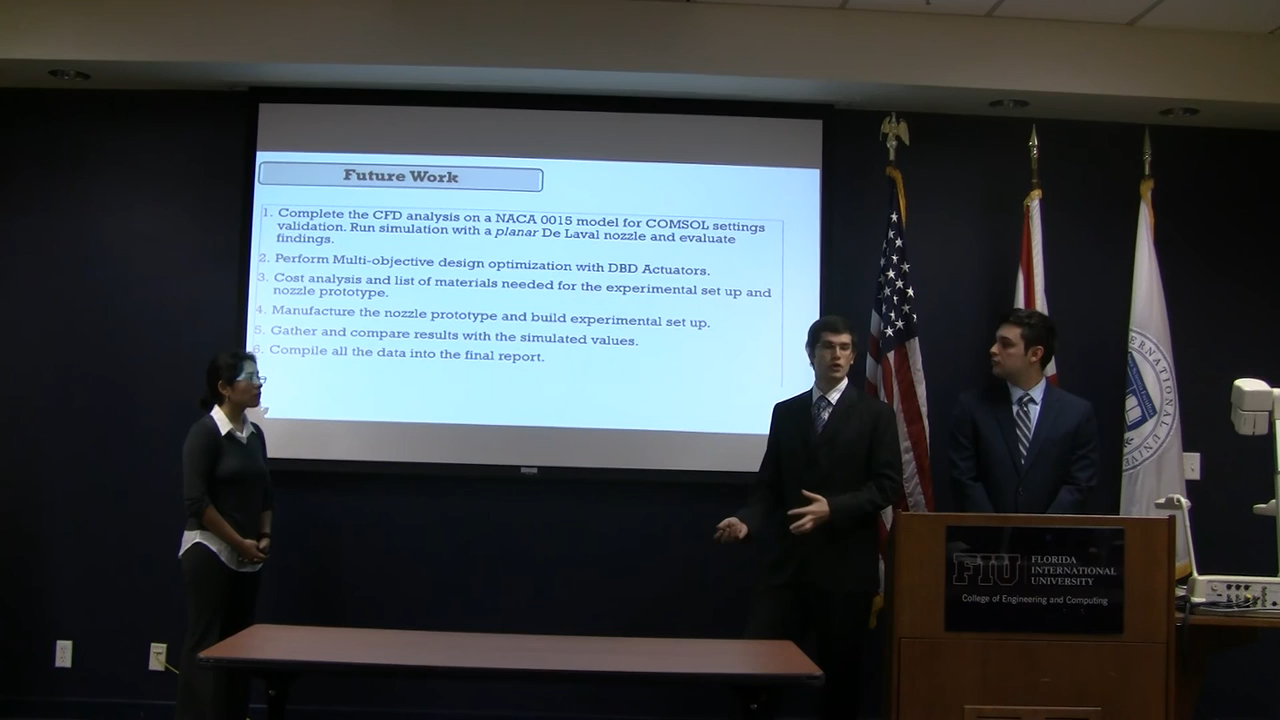 Future Work
1. Complete the CFD analysis on a NACA 0015 model for COMSOL settings
validation. Run simulation with a planar De Laval nozzle and evaluate
findings.
2. Perform Multi-objective design optimization with DBD Actuators.
3. Cost analysis and list of materials needed for the experimental set up and
nozzle prototype.
4. Manufacture the nozzle prototype and build experimental set up.
5. Gather and compare results with the simulated values.
6. Compile all the data into the final report.
FIU
FLORIDA
INTERNATIONAL
UNIVERSITY
College of Engineering and Computing